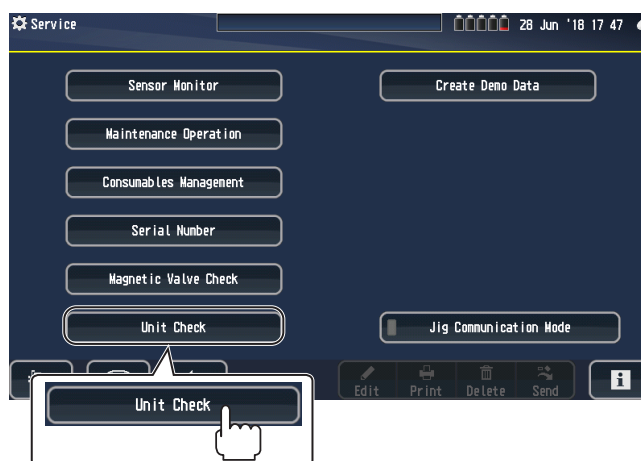 Service
28 Jun '18 17 47
Sensor Monitor
Create Demo Data
Maintenance Operation
Consumables Management
Serial Number
Magnetic Valve Check
Unit Check
Jig Communication Mode
Edit
Print
Delete
Send
i
Unit Check